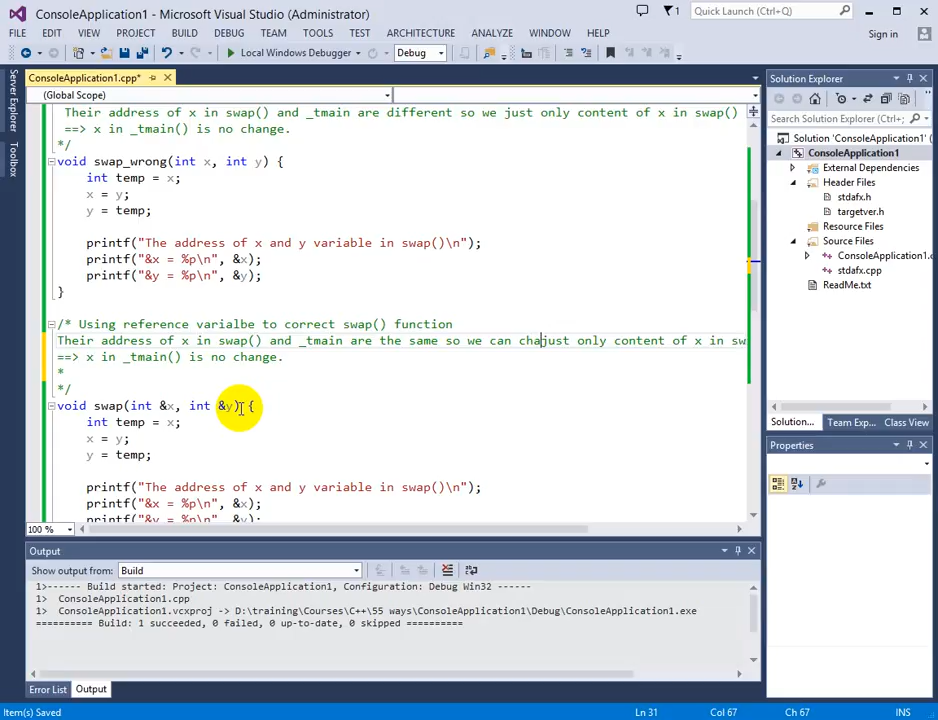 ConsoleApplication1 - Microsoft Visual Studio (Administrator)
1
Quick Launch (Ctrl+Q)
FILE EDIT VIEW PROJECT BUILD DEBUG TEAM TOOLS TEST ARCHITECTURE ANALYZE WINDOW HELP
Sign in
Local Windows Debugger
Debug
Server Explorer
Toolbox
ConsoleApplication1.cpp*
(Global Scope)
Their address of x in swap() and _tmain are different so we just only content of x in swap()
==> x in _tmain() is no change.
*/
void swap_wrong(int x, int y) {
int temp = x;
x = y;
y = temp;
printf("The address of x and y variable in swap()\n");
printf("&x = %p\n", &x);
printf("&y = %p\n", &y);
}
/* Using reference varialbe to correct swap() function
Their address of x in swap() and _tmain are the same so we can chajust only content of x in sw
==> x in _tmain() is no change.
*
*/
void swap(int &x, int &y) {
int temp = x;
x = y;
y = temp;
printf("The address of x and y variable in swap()\n");
printf("&x = %p\n", &x);
printf("&y = %p\n", &y);
100 %
Solution Explorer
Search Solution Explorer (Ctrl+;
Solution 'ConsoleApplication1' (
ConsoleApplication1
External Dependencies
Header Files
stdafx.h
targetver.h
Resource Files
Source Files
ConsoleApplication1.c
stdafx.cpp
ReadMe.txt
Solution... Team Exp... Class View
Properties
Output
Show output from: Build
1>------ Build started: Project: ConsoleApplication1, Configuration: Debug Win32 ------
1> ConsoleApplication1.cpp
1> ConsoleApplication1.vcxproj -> D:\training\Courses\C++\55 ways\ConsoleApplication1\Debug\ConsoleApplication1.exe
========== Build: 1 succeeded, 0 failed, 0 up-to-date, 0 skipped ==========
Error List Output
Item(s) Saved
Ln 31 Col 67 Ch 67 INS